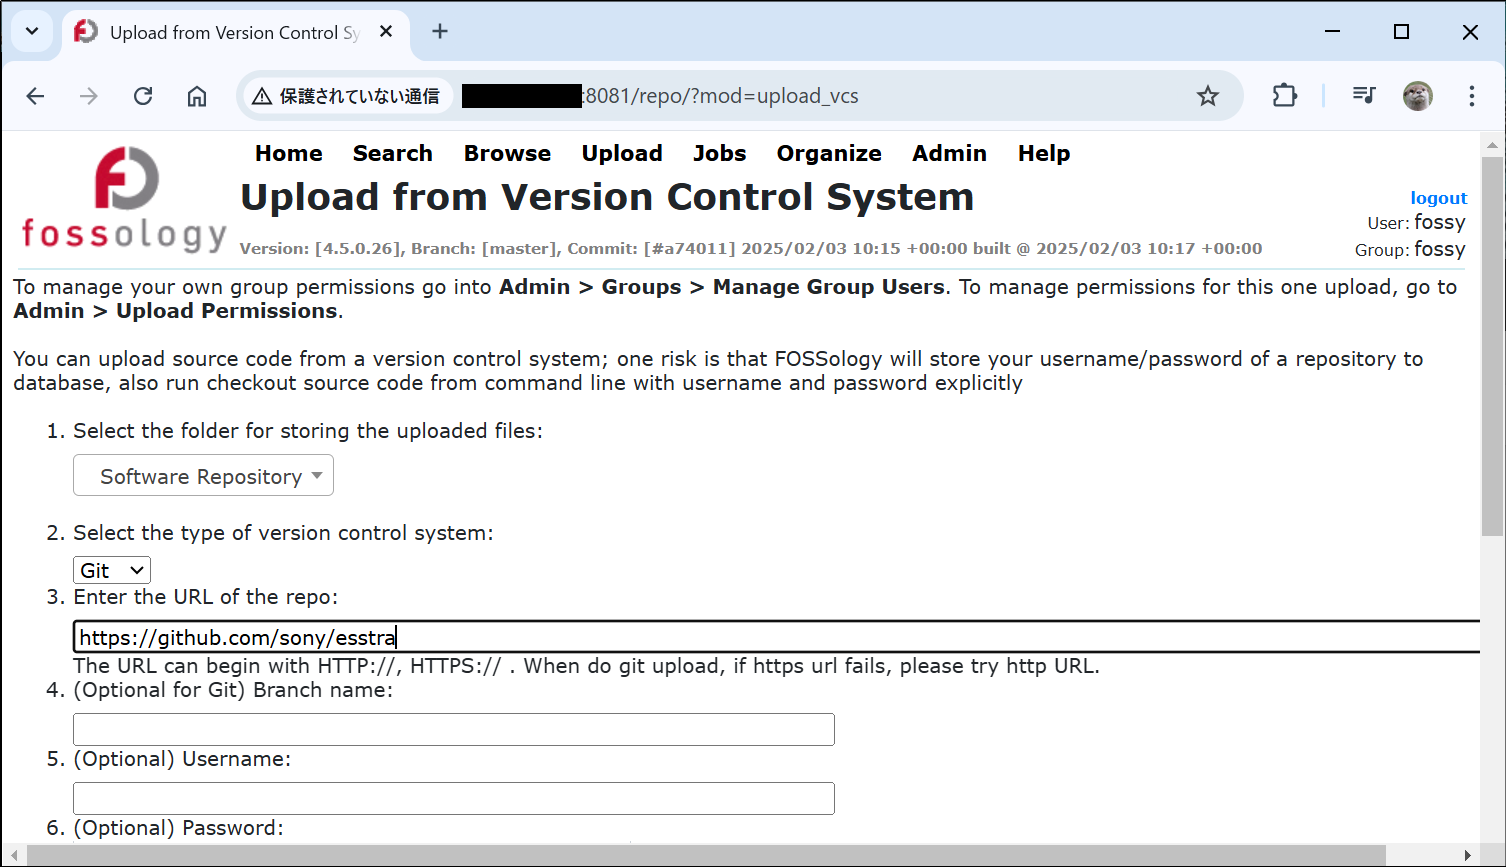 Upload from Version Control Sy
保護されていない通信 :8081/repo/?mod=upload_vcs
Home Search Browse Upload Jobs Organize Admin Help
fossology
Upload from Version Control System
logout
User: fossy
Version: [4.5.0.26], Branch: [master], Commit: [#a74011] 2025/02/03 10:15 +00:00 built @ 2025/02/03 10:17 +00:00
Group: fossy
To manage your own group permissions go into Admin > Groups > Manage Group Users. To manage permissions for this one upload, go to
Admin > Upload Permissions.
You can upload source code from a version control system; one risk is that FOSSology will store your username/password of a repository to
database, also run checkout source code from command line with username and password explicitly
1. Select the folder for storing the uploaded files:
Software Repository
2. Select the type of version control system:
Git
3. Enter the URL of the repo:
https://github.com/sony/esstra
The URL can begin with HTTP://, HTTPS:// . When do git upload, if https url fails, please try http URL.
4. (Optional for Git) Branch name:
5. (Optional) Username:
6. (Optional) Password: